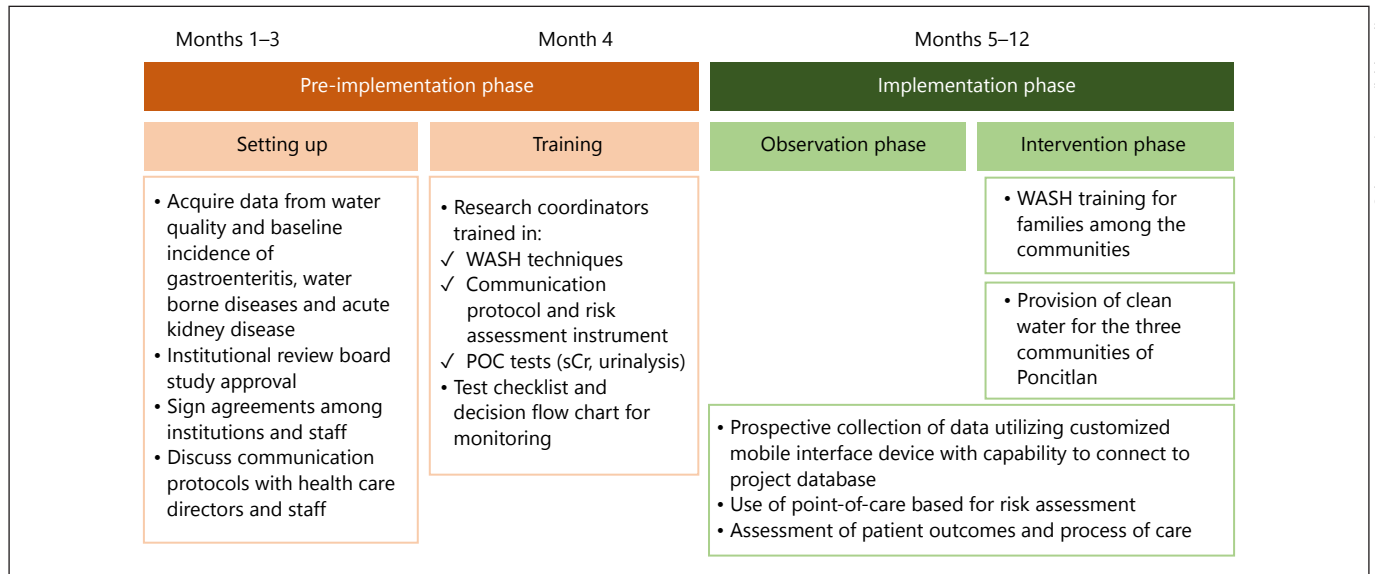 Months 1–3
Month 4
Months 5–12
Pre-implementation phase
Implementation phase
Setting up
Training
Observation phase
Intervention phase
• Acquire data from water
quality and baseline
incidence of
gastroenteritis, water
borne diseases and acute
kidney disease
• Institutional review board
study approval
• Sign agreements among
institutions and staff
• Discuss communication
protocols with health care
directors and staff
• Research coordinators
trained in:
✓ WASH techniques
✓ Communication
protocol and risk
assessment instrument
✓ POC tests (sCr, urinalysis)
• Test checklist and
decision flow chart for
monitoring
• WASH training for
families among the
communities
• Provision of clean
water for the three
communities of
Poncitlan
• Prospective collection of data utilizing customized
mobile interface device with capability to connect to
project database
• Use of point-of-care based for risk assessment
• Assessment of patient outcomes and process of care